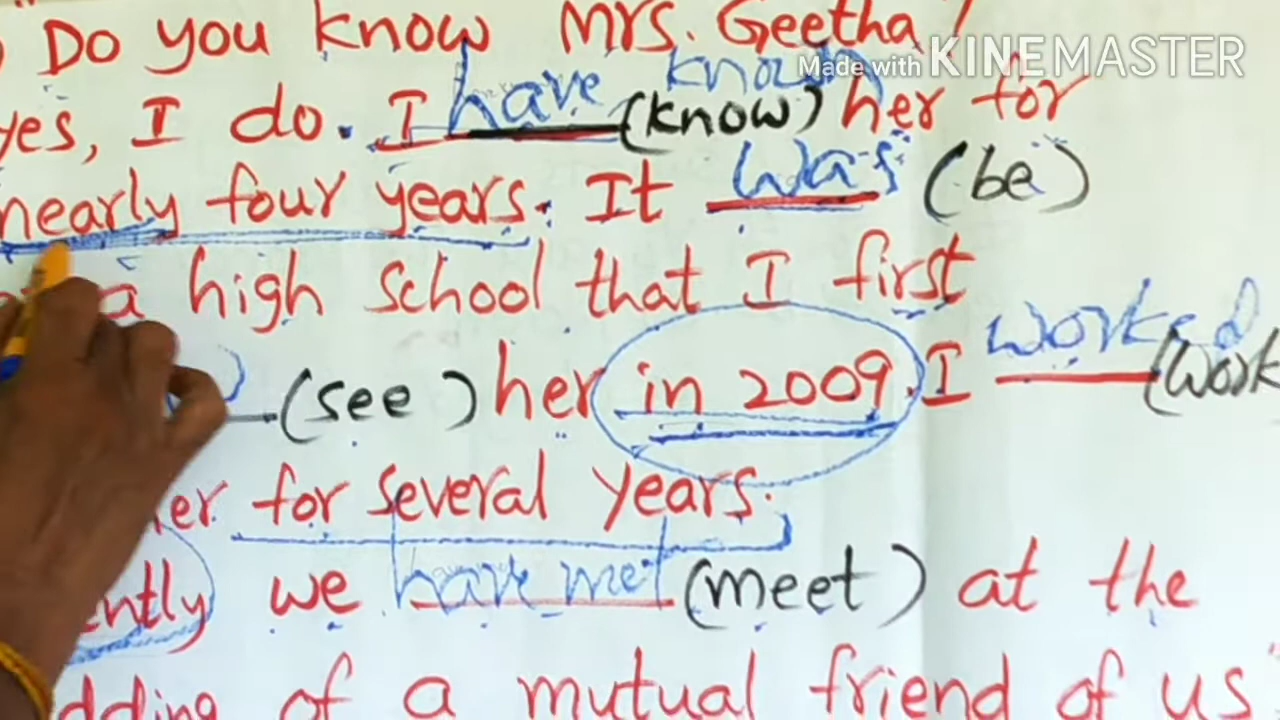 "Do you know Mrs. Geetha?
Made with KINEMASTER
have known
yes, I do. I (know) her for
was
nearly four years. It (be)
a high school that I first
worked
(see) her in 2009. I (work
her for several years.
have met
we (meet) at the
of a mutual friend of us"